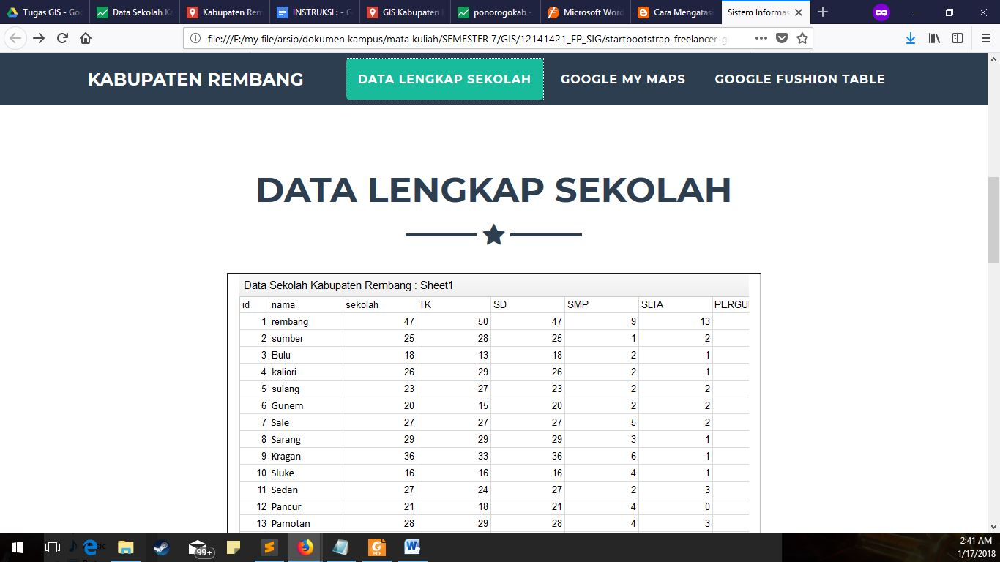 Tugas GIS - Goo
Data Sekolah Ka
Kabupaten Rem
INSTRUKSI : - G
GIS Kabupaten
ponorogokab -
Microsoft Word
Cara Mengatasi
Sistem Informas
file:///F:/my file/arsip/dokumen kampus/mata kuliah/SEMESTER 7/GIS/12141421_FP_SIG/startbootstrap-freelancer-g
KABUPATEN REMBANG DATA LENGKAP SEKOLAH GOOGLE MY MAPS GOOGLE FUSHION TABLE
DATA LENGKAP SEKOLAH
Data Sekolah Kabupaten Rembang : Sheet1
id nama sekolah TK SD SMP SLTA PERGU
1 rembang 47 50 47 9 13
2 sumber 25 28 25 1 2
3 Bulu 18 13 18 2 1
4 kaliori 26 29 26 2 1
5 sulang 23 27 23 2 2
6 Gunem 20 15 20 2 2
7 Sale 27 27 27 5 2
8 Sarang 29 29 29 3 1
9 Kragan 36 33 36 6 1
10 Sluke 16 16 16 4 1
11 Sedan 27 24 27 2 3
12 Pancur 21 18 21 4 0
13 Pamotan 28 29 28 4 3
99+
2:41 AM
1/17/2018